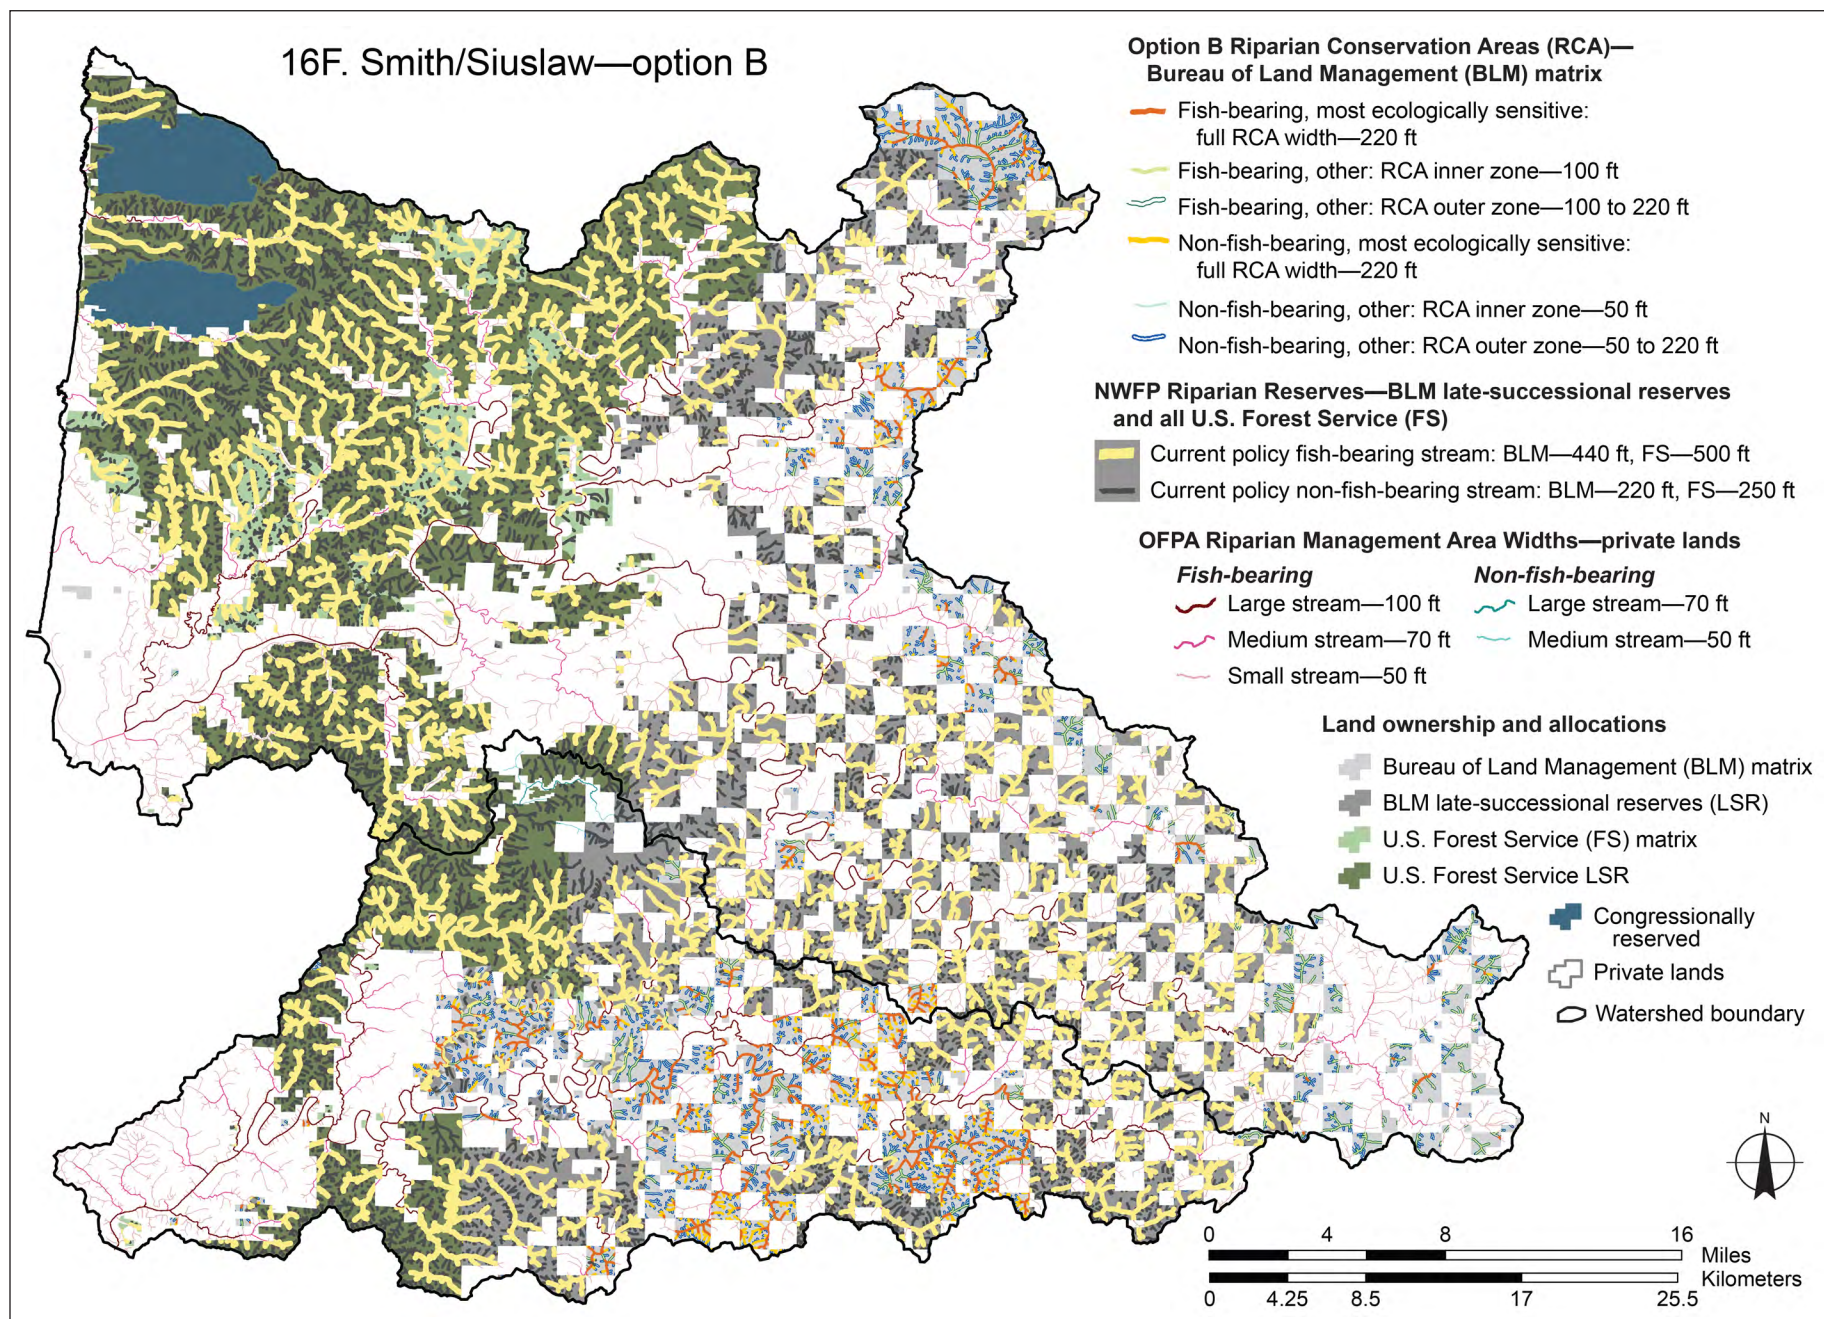 16F. Smith/Siuslaw—option B
Option B Riparian Conservation Areas (RCA)—
Bureau of Land Management (BLM) matrix
Fish-bearing, most ecologically sensitive:
full RCA width—220 ft
Fish-bearing, other: RCA inner zone—100 ft
Fish-bearing, other: RCA outer zone—100 to 220 ft
Non-fish-bearing, most ecologically sensitive:
full RCA width—220 ft
Non-fish-bearing, other: RCA inner zone—50 ft
Non-fish-bearing, other: RCA outer zone—50 to 220 ft
NWFP Riparian Reserves—BLM late-successional reserves
and all U.S. Forest Service (FS)
Current policy fish-bearing stream: BLM—440 ft, FS—500 ft
Current policy non-fish-bearing stream: BLM—220 ft, FS—250 ft
OFPA Riparian Management Area Widths—private lands
Fish-bearing Non-fish-bearing
Large stream—100 ft Large stream—70 ft
Medium stream—70 ft Medium stream—50 ft
Small stream—50 ft
Land ownership and allocations
Bureau of Land Management (BLM) matrix
BLM late-successional reserves (LSR)
U.S. Forest Service (FS) matrix
U.S. Forest Service LSR
Congressionally
reserved
Private lands
Watershed boundary
N
0 4 8 16
Miles
Kilometers
0 4.25 8.5 17 25.5